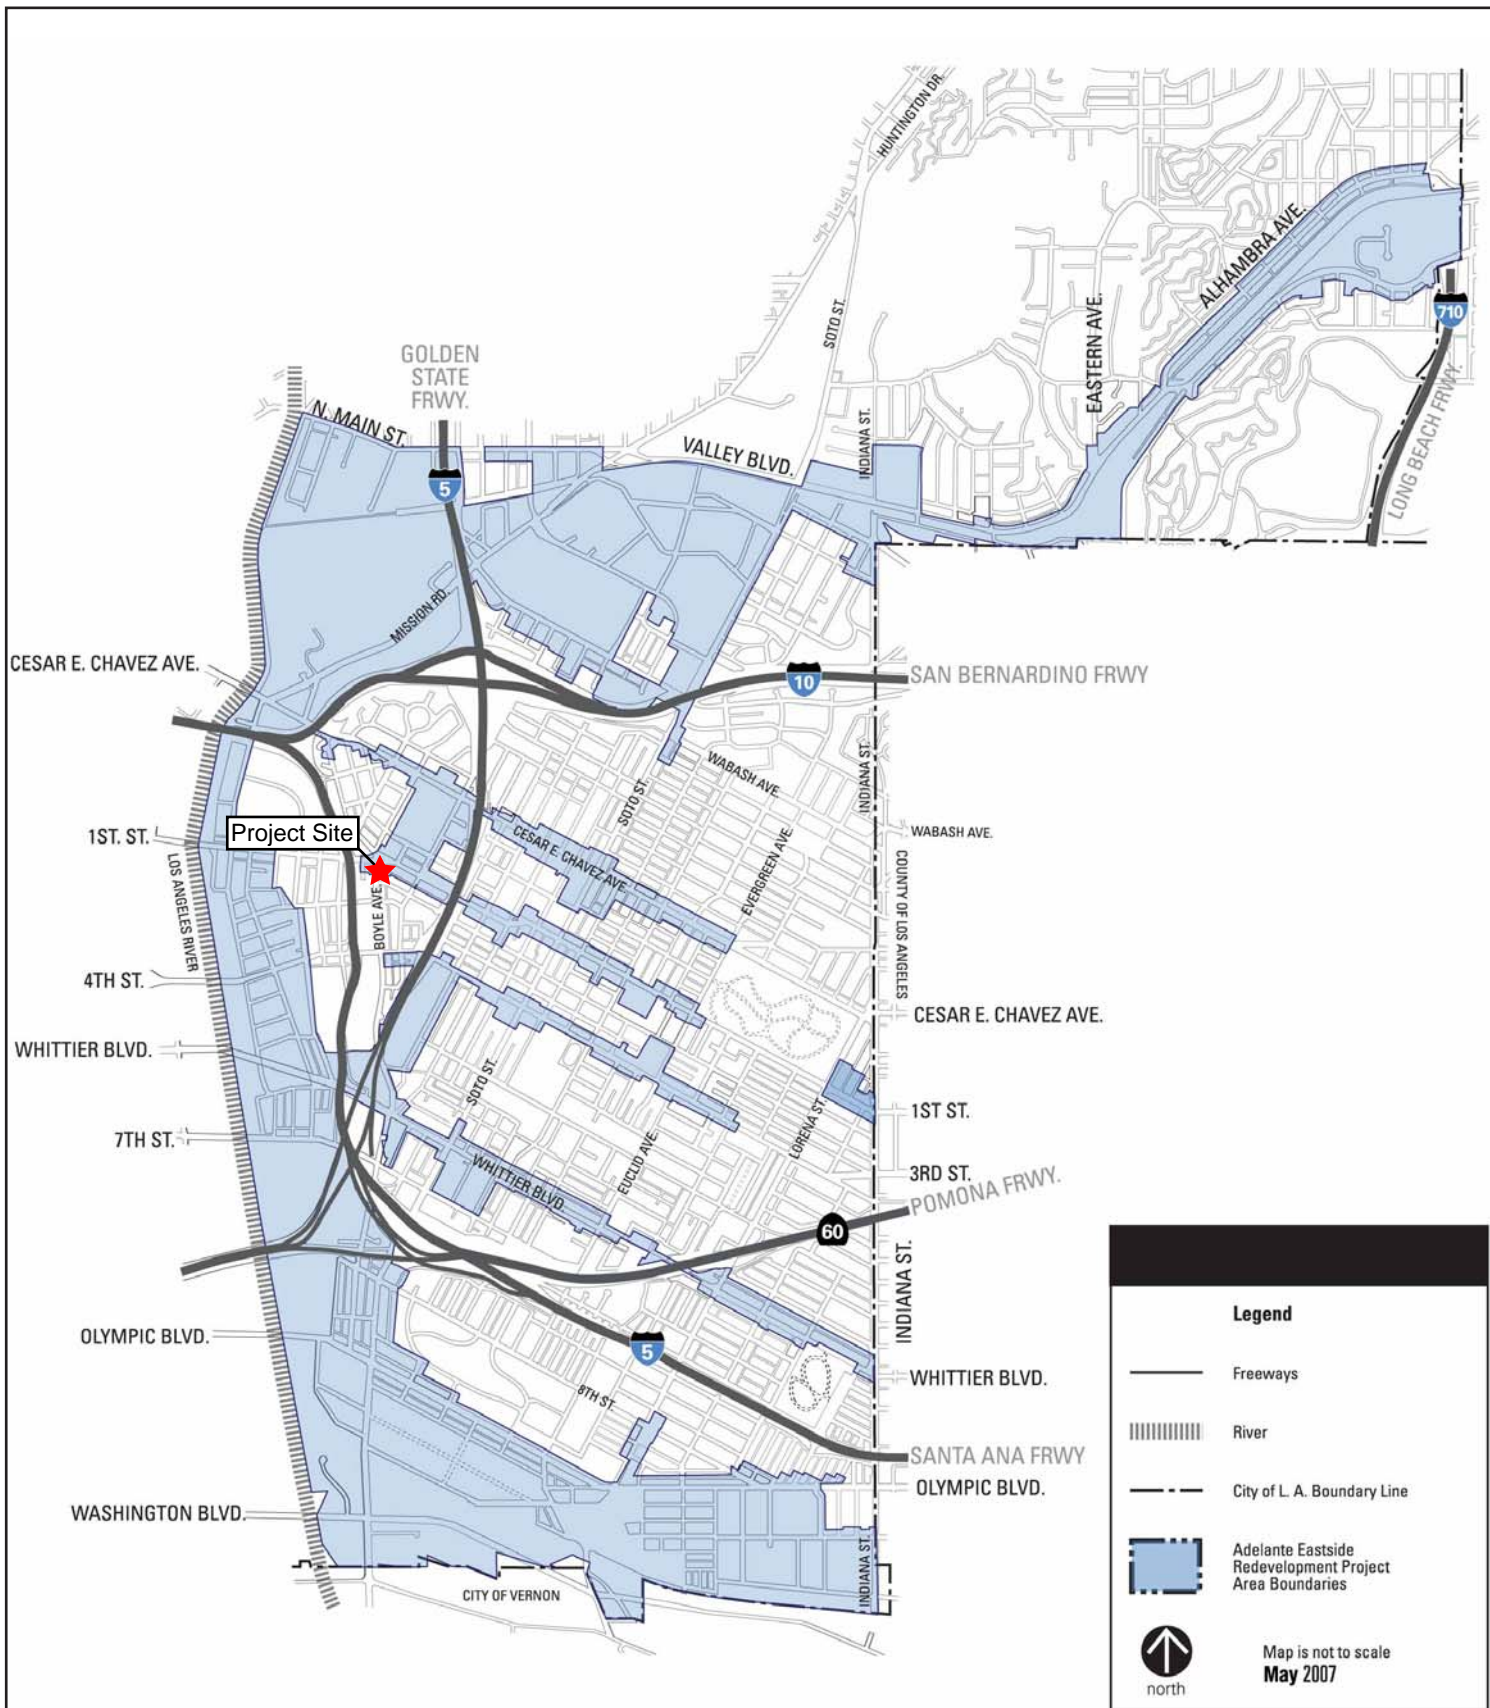 HUNTINGTON DR.
ALHAMBRA AVE.
SOTO ST.
EASTERN AVE.
710
LONG BEACH FRWY.
GOLDEN
STATE
FRWY.
N. MAIN ST.
VALLEY BLVD.
INDIANA ST.
5
MISSION RD.
CESAR E. CHAVEZ AVE.
10
SAN BERNARDINO FRWY
WABASH AVE.
INDIANA ST.
SOTO ST.
1ST. ST.
Project Site
CESAR E. CHAVEZ AVE.
EVERGREEN AVE.
WABASH AVE.
COUNTY OF LOS ANGELES
LOS ANGELES RIVER
BOYLE AVE.
4TH ST.
CESAR E. CHAVEZ AVE.
WHITTIER BLVD.
SOTO ST.
LORENA ST.
1ST ST.
7TH ST.
EUCLID AVE.
WHITTIER BLVD.
3RD ST.
POMONA FRWY.
60
INDIANA ST.
OLYMPIC BLVD.
5
8TH ST.
WHITTIER BLVD.
SANTA ANA FRWY
OLYMPIC BLVD.
WASHINGTON BLVD.
INDIANA ST.
CITY OF VERNON
Legend
Freeways
River
City of L. A. Boundary Line
Adelante Eastside
Redevelopment Project
Area Boundaries
north
Map is not to scale
May 2007